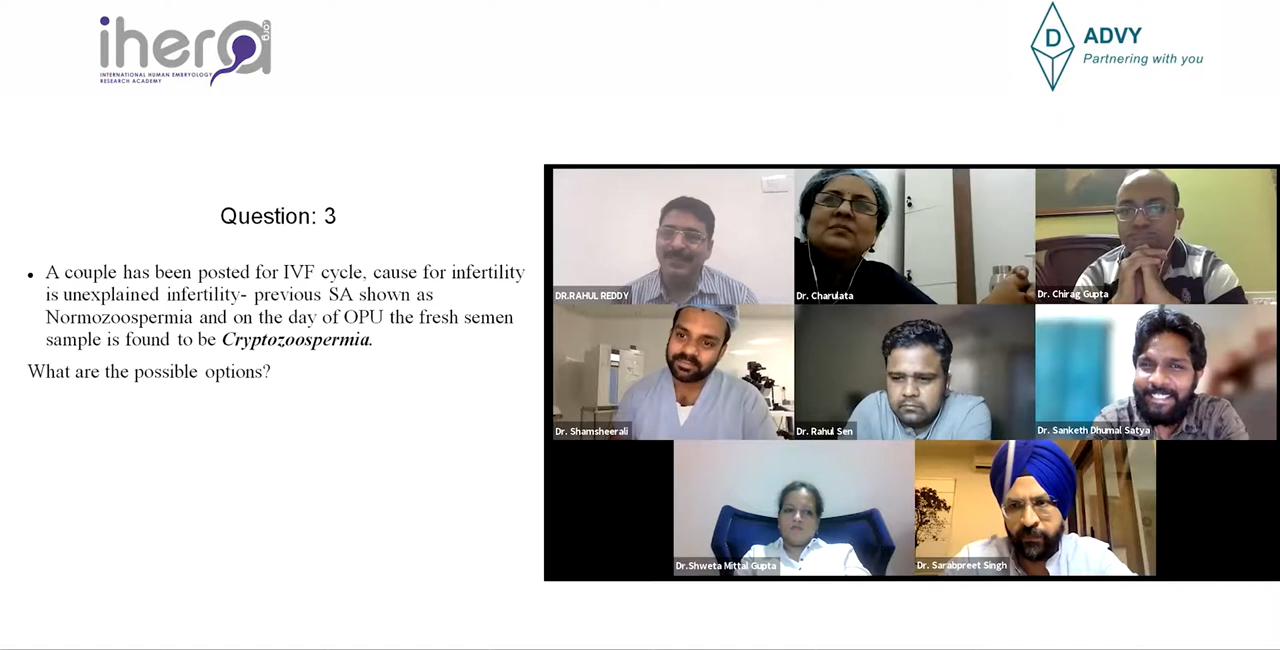 ihera
.org
INTERNATIONAL HUMAN EMBRYOLOGY
RESEARCH ACADEMY
D
ADVY
Partnering with you
Question: 3
• A couple has been posted for IVF cycle, cause for infertility
is unexplained infertility- previous SA shown as
Normozoospermia and on the day of OPU the fresh semen
sample is found to be Cryptozoospermia.
What are the possible options?
DR.RAHUL REDDY
Dr. Charulata
Dr. Chirag Gupta
Dr. Shamsheerali
Dr. Rahul Sen
Dr. Sanketh Dhumal Satya
Dr.Shweta Mittal Gupta
Dr. Sarabpreet Singh